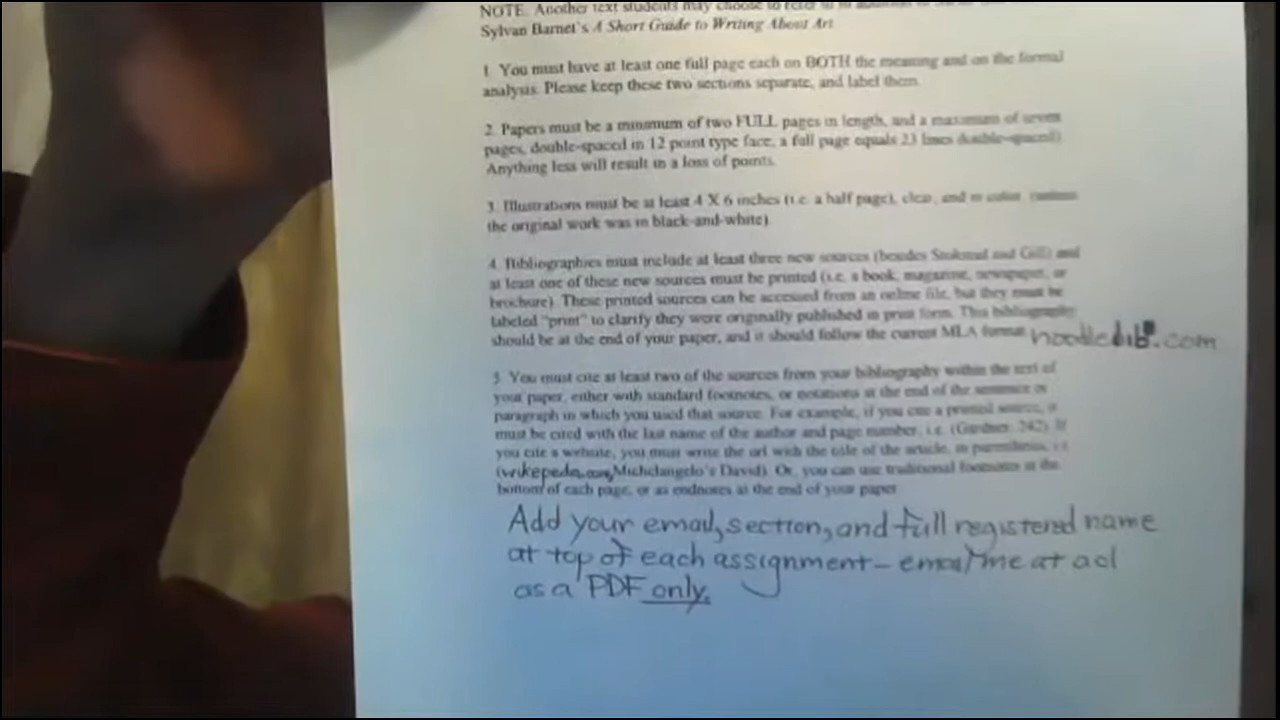 NOTE: Another text students may choose to refer to in addition
Sylvan Barnet's A Short Guide to Writing About Art
1. You must have at least one full page each on BOTH the meaning and on the formal
analysis. Please keep these two sections separate, and label them.
2. Papers must be a minimum of two FULL pages in length, and a maximum of seven
pages, double-spaced in 12 point type face, a full page equals 23 lines double-spaced).
Anything less will result in a loss of points.
3. Illustrations must be at least 4 X 6 inches (i.e. a half page), clear, and in color, (unless
the original work was in black-and-white).
4. Bibliographies must include at least three new sources (besides Stokstad and Gill) and
at least one of these new sources must be printed (i.e. a book, magazine, newspaper, or
brochure). These printed sources can be accessed from an online file, but they must be
labeled "print" to clarify they were originally published in print form. This bibliography
should be at the end of your paper, and it should follow the current MLA format. noodlebib.com
5. You must cite at least two of the sources from your bibliography within the text of
your paper, either with standard footnotes, or notations at the end of the sentence or
paragraph in which you used that source. For example, if you cite a printed source, it
must be cited with the last name of the author and page number, i.e. (Gardner, 242). If
you cite a website, you must write the url with the title of the article, in parenthesis, i.e.
(wikepedia.com, Michelangelo's David). Or, you can use traditional footnotes at the
bottom of each page, or as endnotes at the end of your paper.
Add your email, section, and full registered name
at top of each assignment – email me at aol
as a PDF only.